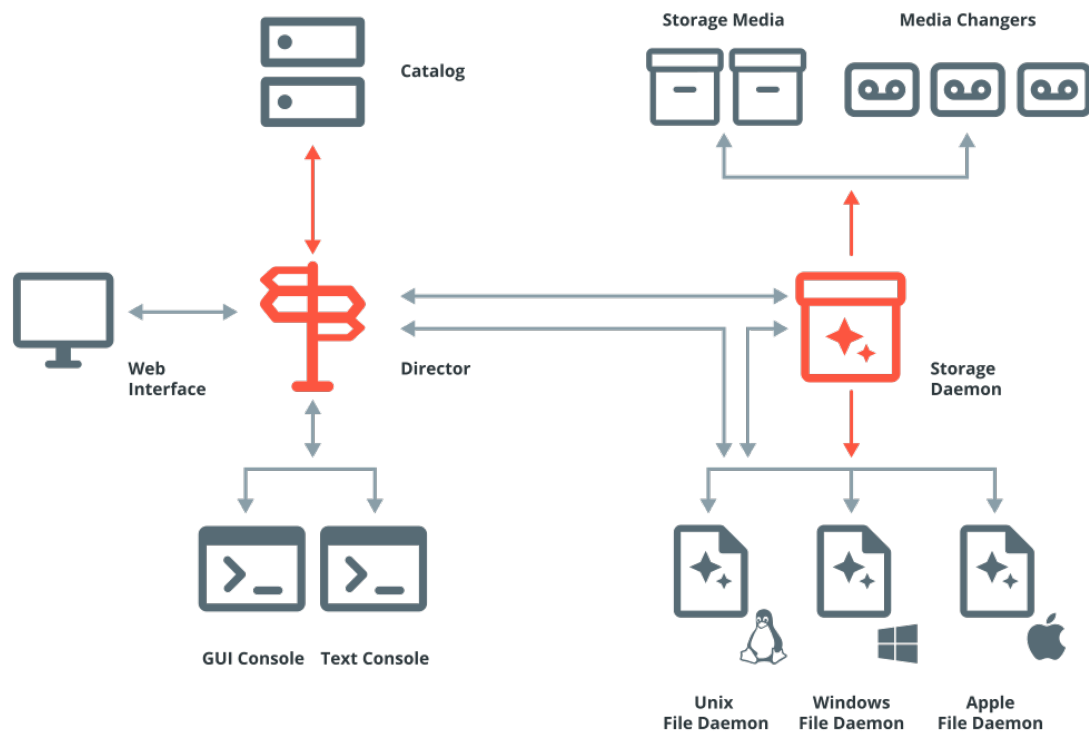 Storage Media
Media Changers
Catalog
Web
Interface
Director
Storage
Daemon
GUI Console
Text Console
Unix
File Daemon
Windows
File Daemon
Apple
File Daemon